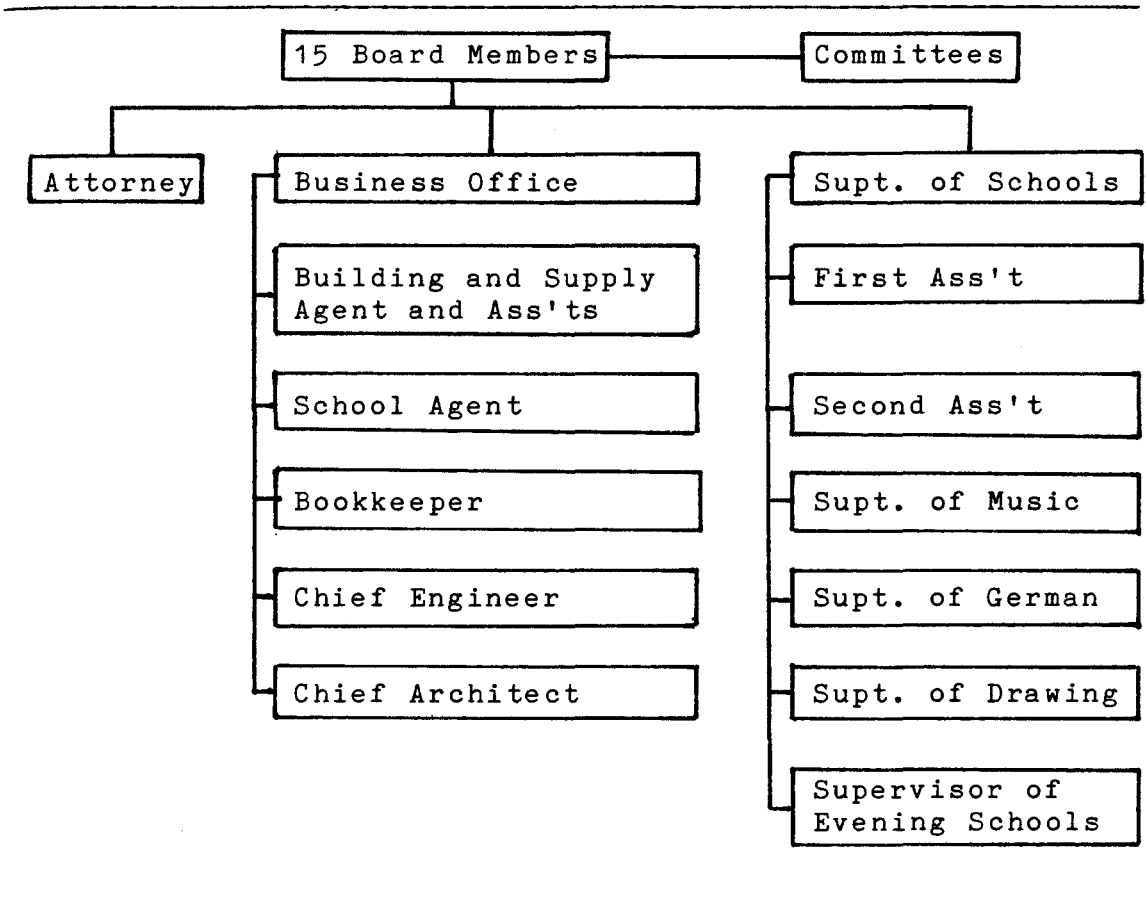 15 Board Members
Committees
Attorney
Business Office
Building and Supply
Agent and Ass'ts
School Agent
Bookkeeper
Chief Engineer
Chief Architect
Supt. of Schools
First Ass't
Second Ass't
Supt. of Music
Supt. of German
Supt. of Drawing
Supervisor of
Evening Schools